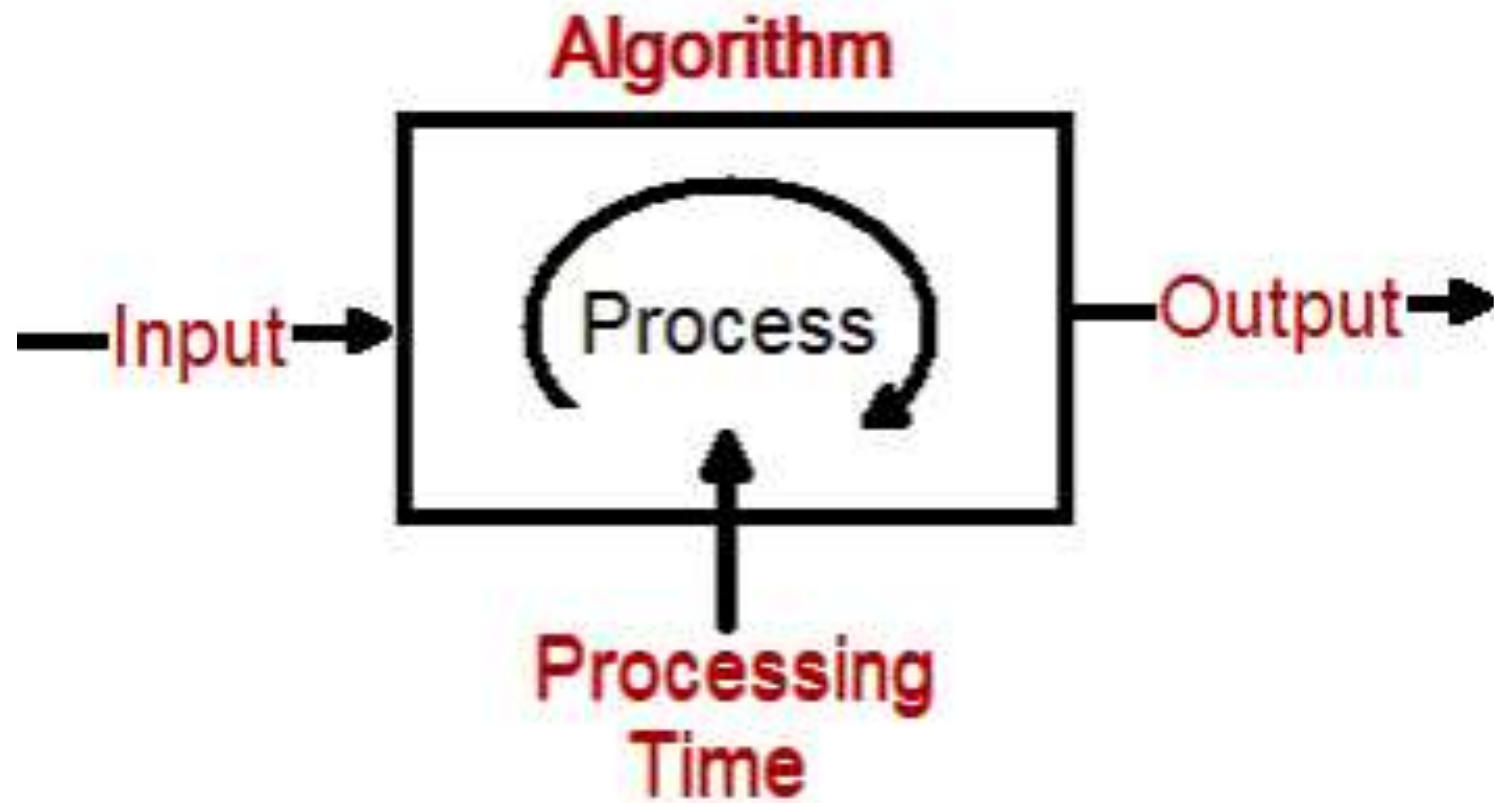 Algorithm
Input
Process
Output
Processing
Time